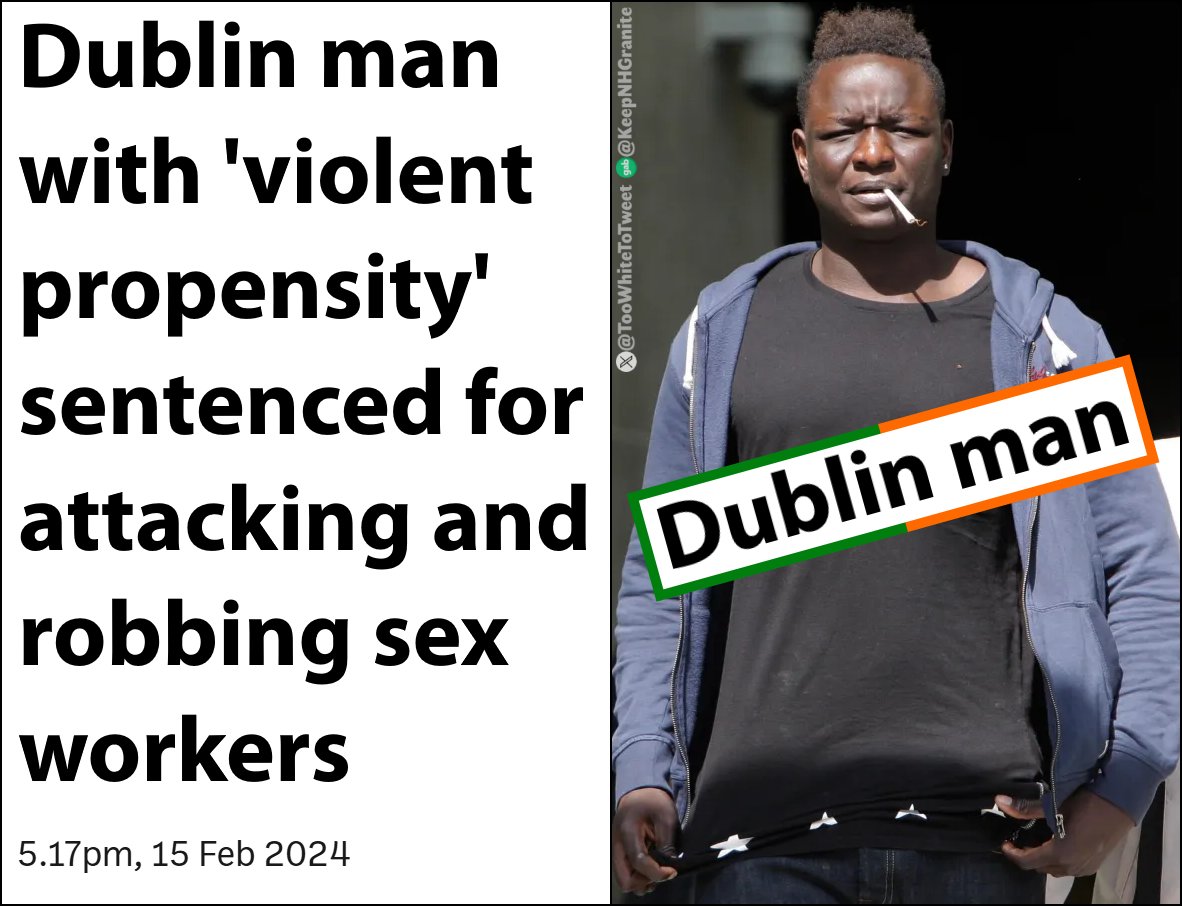 Dublin man
with 'violent
propensity'
sentenced for
attacking and
robbing sex
workers
5.17pm, 15 Feb 2024
X@TooWhiteToTweet gab@KeepNHGranite
Dublin man